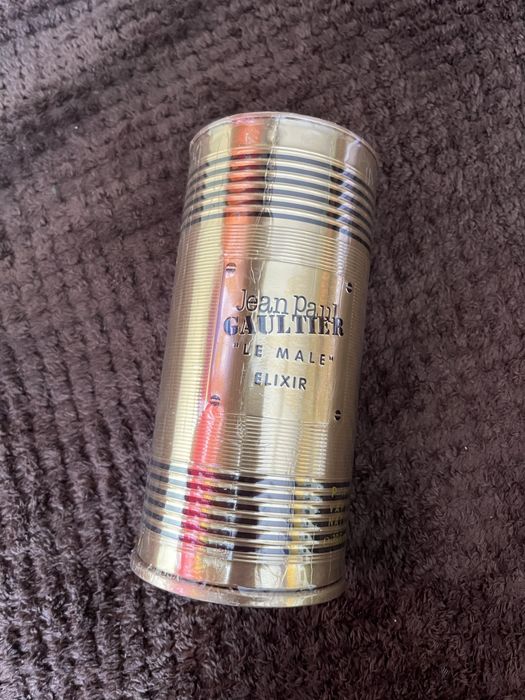 Jean Paul
GAULTIER
"LE MALE"
ELIXIR